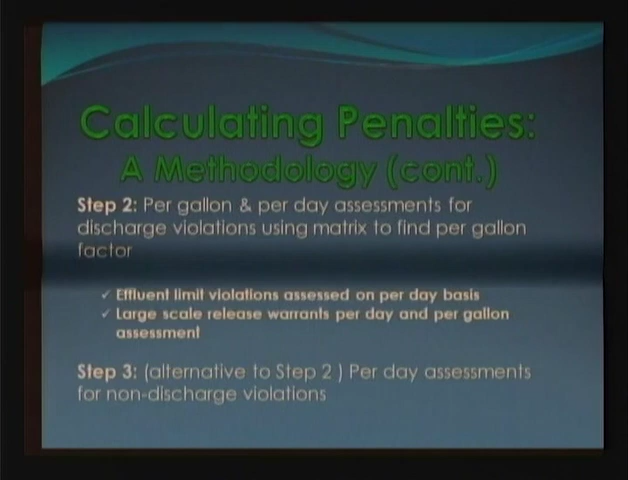 Calculating Penalties:
A Methodology (cont.)
Step 2: Per gallon & per day assessments for
discharge violations using matrix to find per gallon
factor
✓ Effluent limit violations assessed on per day basis
✓ Large scale release warrants per day and per gallon
assessment
Step 3: (alternative to Step 2 ) Per day assessments
for non-discharge violations